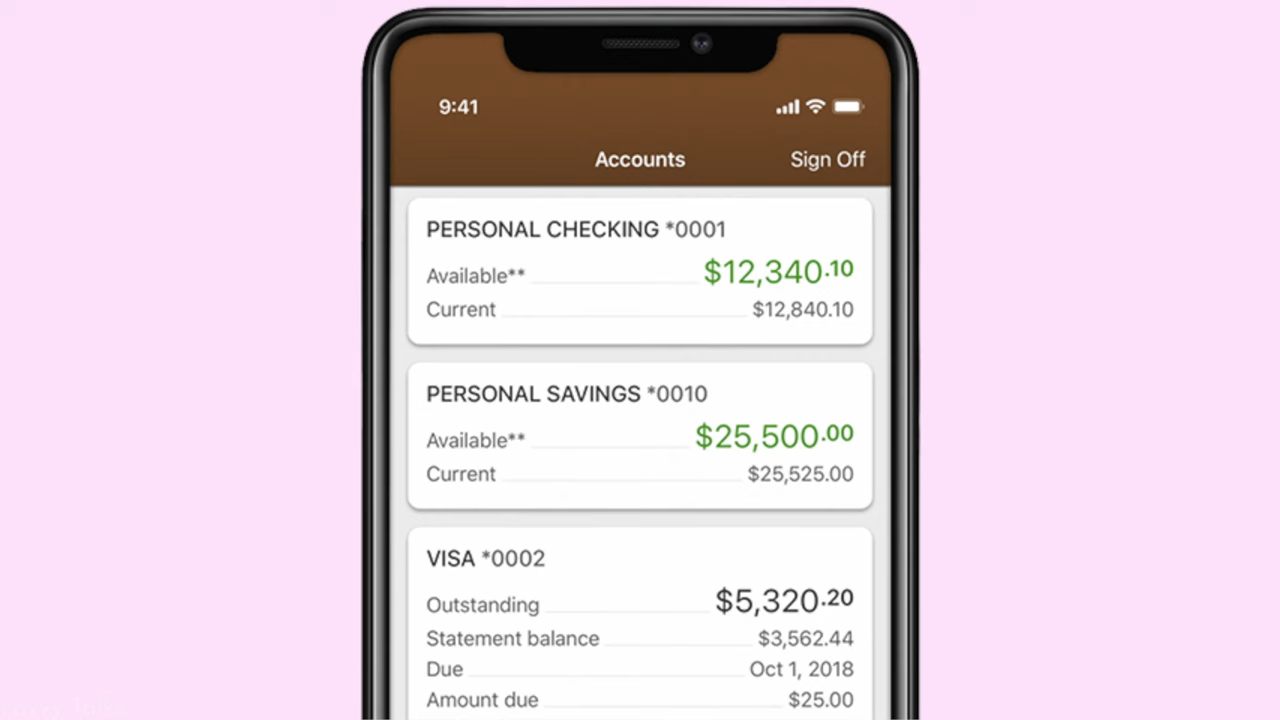 9:41
Accounts Sign Off
PERSONAL CHECKING *0001
Available** $12,340.10
Current $12,840.10
PERSONAL SAVINGS *0010
Available** $25,500.00
Current $25,525.00
VISA *0002
Outstanding $5,320.20
Statement balance $3,562.44
Due Oct 1, 2018
Amount due $25.00